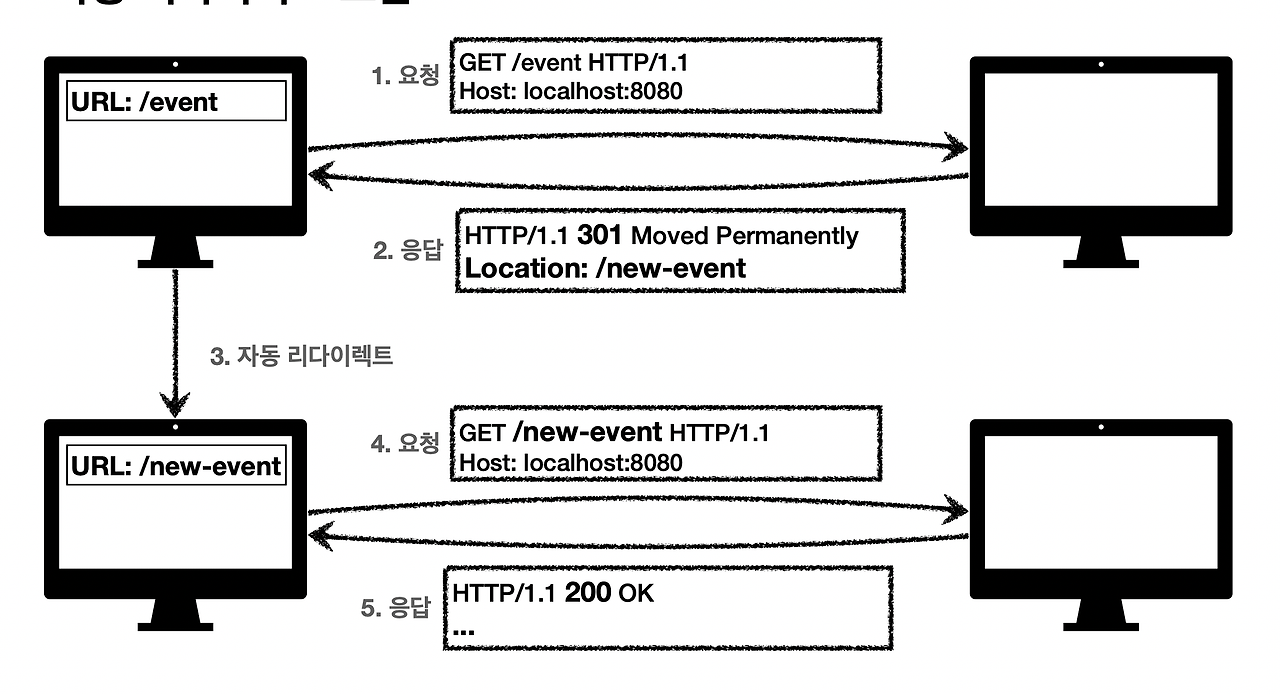 URL: /event
1. 요청
GET /event HTTP/1.1
Host: localhost:8080
2. 응답
HTTP/1.1 301 Moved Permanently
Location: /new-event
3. 자동 리다이렉트
URL: /new-event
4. 요청
GET /new-event HTTP/1.1
Host: localhost:8080
5. 응답
HTTP/1.1 200 OK
...